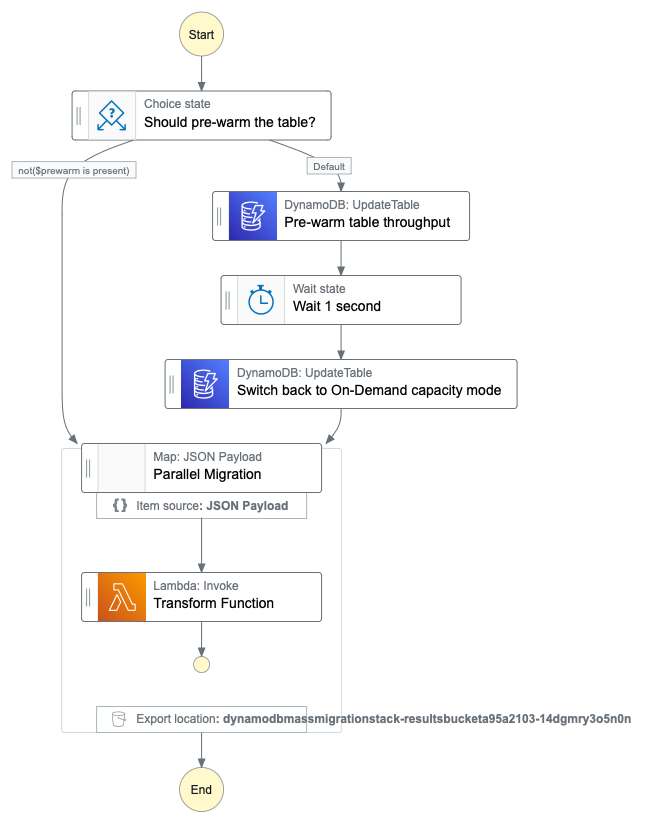 Start
Choice state
Should pre-warm the table?
not($prewarm is present)
Default
DynamoDB: UpdateTable
Pre-warm table throughput
Wait state
Wait 1 second
DynamoDB: UpdateTable
Switch back to On-Demand capacity mode
Map: JSON Payload
Parallel Migration
{} Item source: JSON Payload
Lambda: Invoke
Transform Function
Export location: dynamodbmassmigrationstack-resultsbucketa95a2103-14dgmry3o5n0n
End